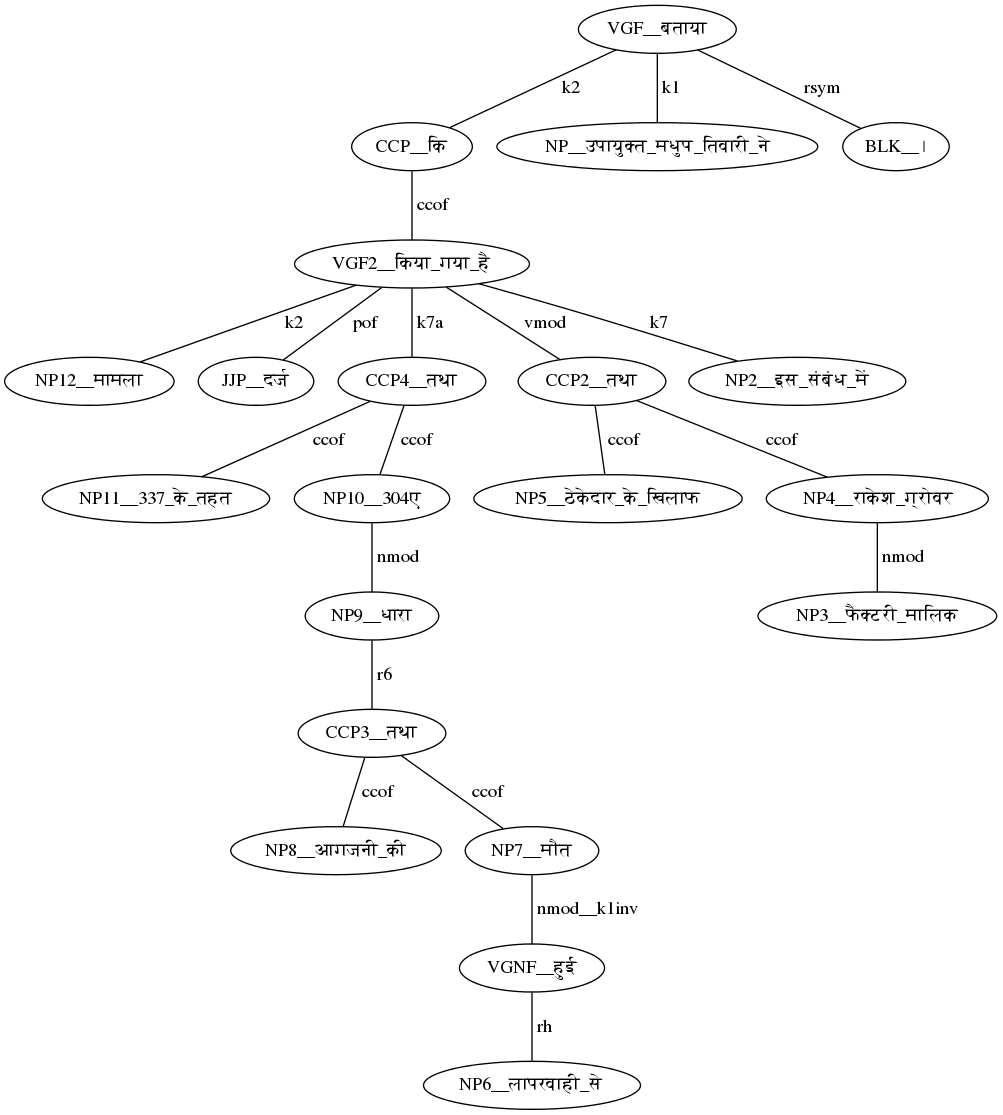 VGF__बताया
k2 k1 rsym
CCP__कि NP__उपायुक्त_मधुप_तिवारी_ने BLK__।
ccof
VGF2__किया_गया_है
k2 pof k7a vmod k7
NP12__मामला JJP__दर्ज CCP4__तथा CCP2__तथा NP2__इस_संबंध_में
ccof ccof ccof ccof
NP11__337_के_तहत NP10__304ए NP5__ठेकेदार_के_खिलाफ NP4__राकेश_ग्रोवर
nmod nmod
NP9__धारा NP3__फैक्टरी_मालिक
r6
CCP3__तथा
ccof ccof
NP8__आगजनी_की NP7__मौत
nmod__k1inv
VGNF__हुई
rh
NP6__लापरवाही_से